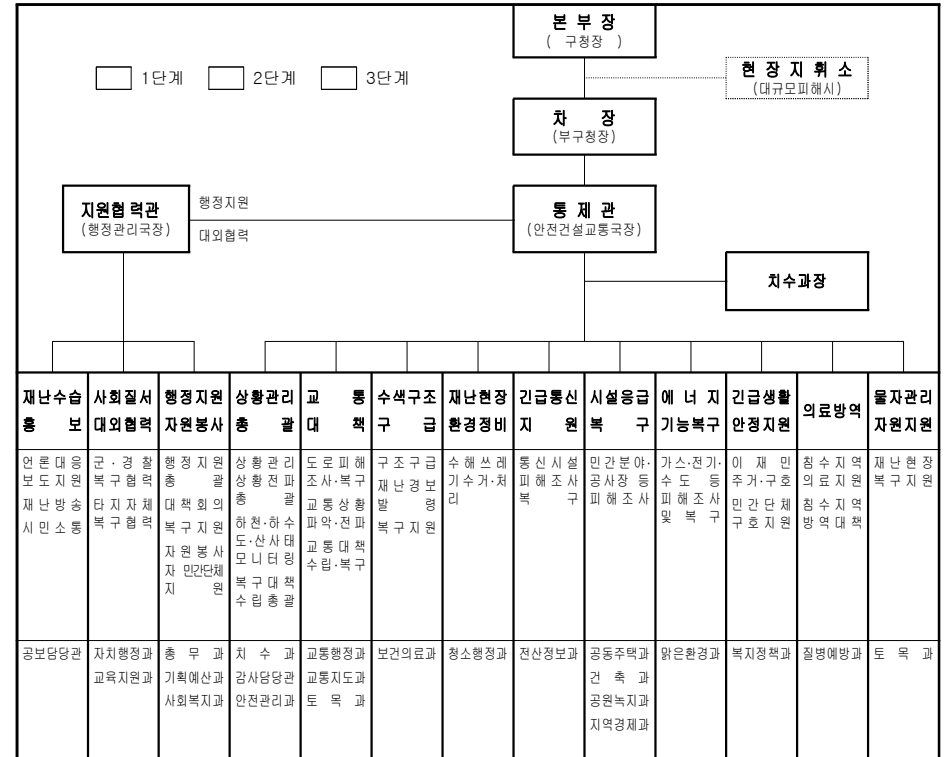 본 부 장
( 구청장 )
1단계 2단계 3단계
현 장 지 휘 소
(대규모피해시)
차 장
(부구청장)
지원협력관
(행정관리국장)
행정지원
대외협력
통 제 관
(안전건설교통국장)
치수과장
재난수습
홍 보
사회질서
대외협력
행정지원
자원봉사
상황관리
총 괄
교 통
대 책
수색구조
구 급
재난현장
환경정비
긴급통신
지 원
시설응급
복 구
에 너 지
기능복구
긴급생활
안정지원
의료방역
물자관리
자원지원
언론대응
보도지원
재난방송
시민소통
군·경찰
복구협력
타지자체
복구협력
행정지원
총 괄
대책회의
복구지원
자원봉사
자 민간단체
지 원
상황관리
상황전파
총 괄
하천·하수
도·산사태
모니터링
복구대책
수립총괄
도로피해
조사·복구
교통상황
파악·전파
교통대책
수립·복구
구조구급
재난경보
발 령
복구지원
수해쓰레
기수거·처
리
통신시설
피해조사
복 구
민간분야·
공사장 등
피해조사
가스·전기·
수도 등
피해조사
및 복구
이 재 민
주거·구호
민간단체
구호지원
침수지역
의료지원
침수지역
방역대책
재난현장
복구지원
공보담당관
자치행정과
교육지원과
총 무 과
기획예산과
사회복지과
치 수 과
감사담당관
안전관리과
교통행정과
교통지도과
토 목 과
보건의료과
청소행정과
전산정보과
공동주택과
건 축 과
공원녹지과
지역경제과
맑은환경과
복지정책과
질병예방과
토 목 과